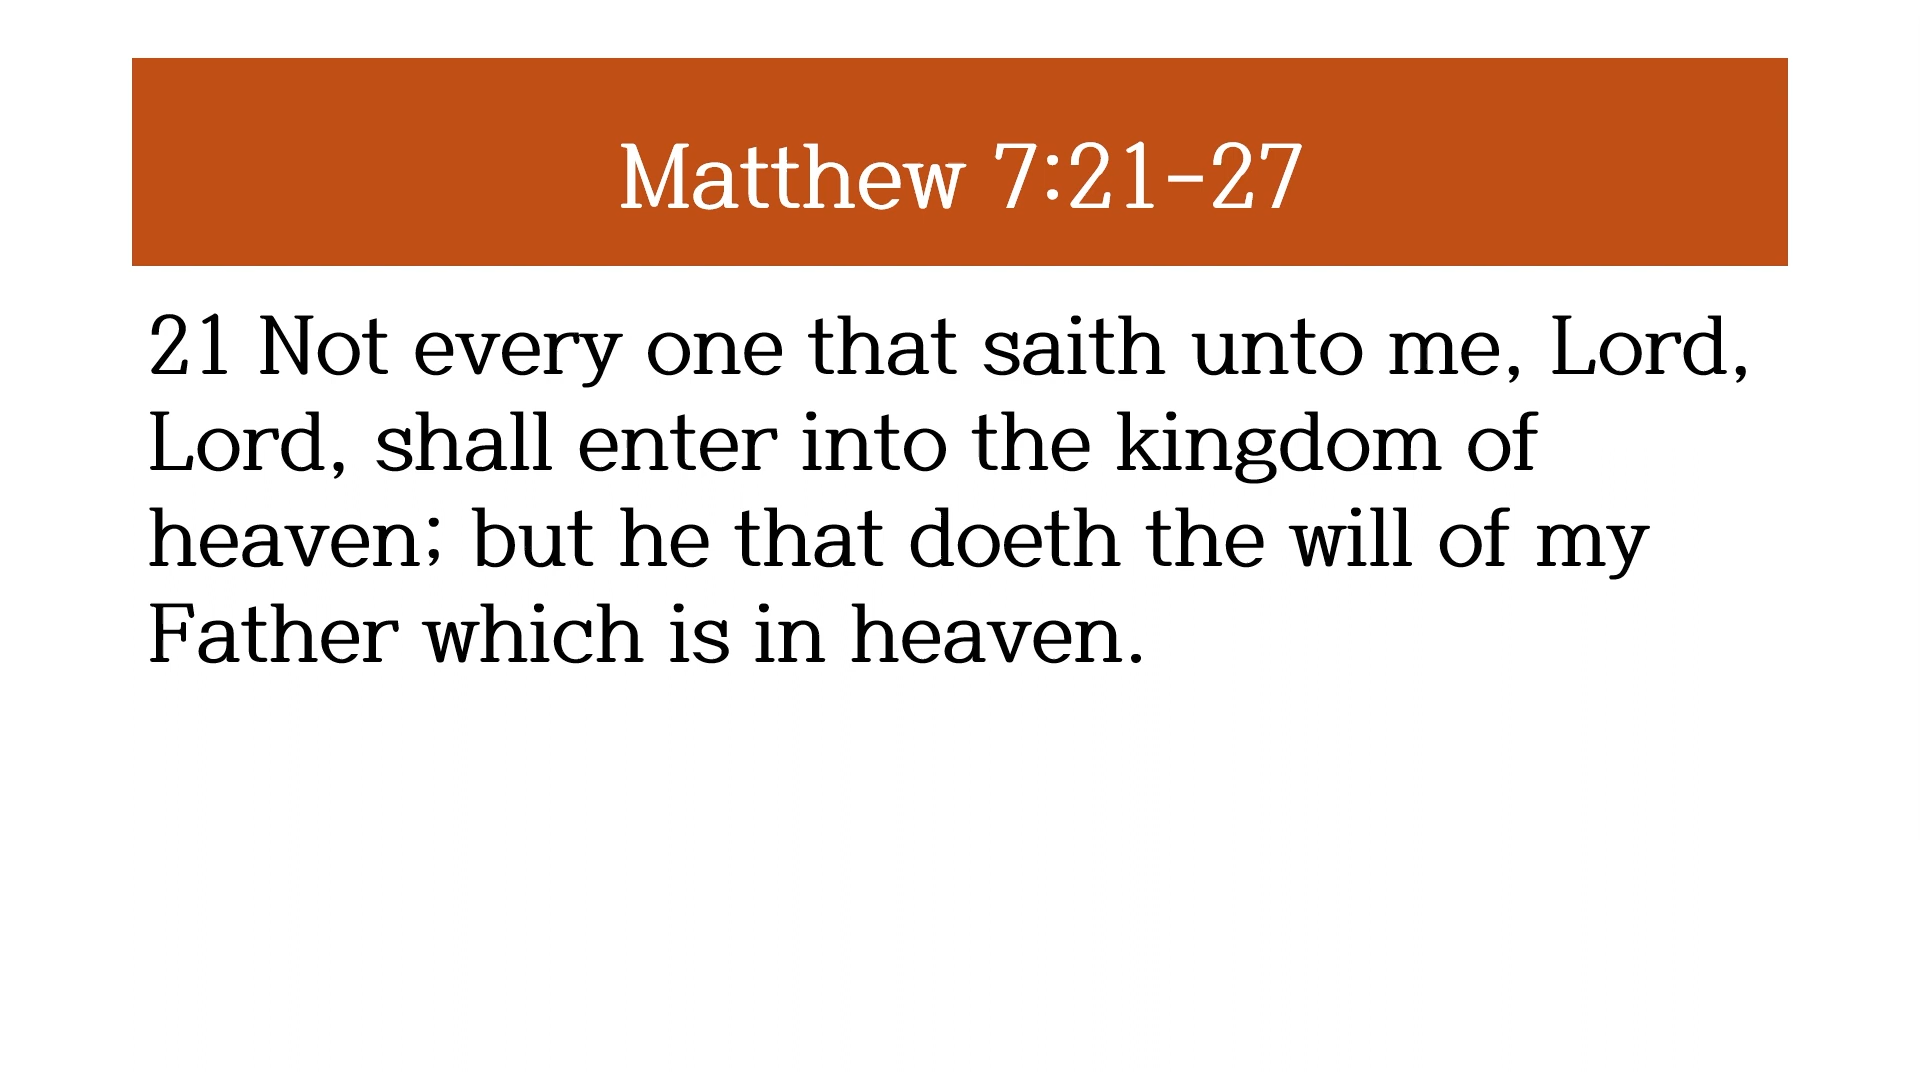 Matthew 7:21-27
21 Not every one that saith unto me, Lord,
Lord, shall enter into the kingdom of
heaven; but he that doeth the will of my
Father which is in heaven.